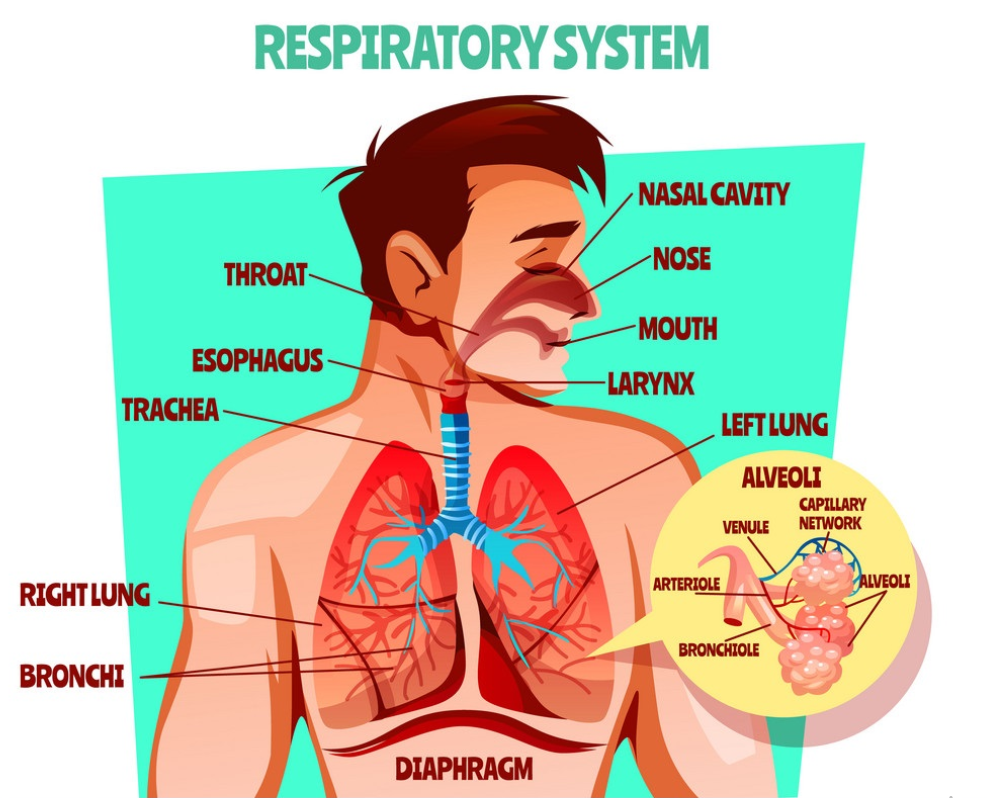 RESPIRATORY SYSTEM
NASAL CAVITY
NOSE
THROAT
MOUTH
ESOPHAGUS
LARYNX
TRACHEA
LEFT LUNG
ALVEOLI
CAPILLARY
NETWORK
VENULE
ARTERIOLE
ALVEOLI
BRONCHIOLE
RIGHT LUNG
BRONCHI
DIAPHRAGM